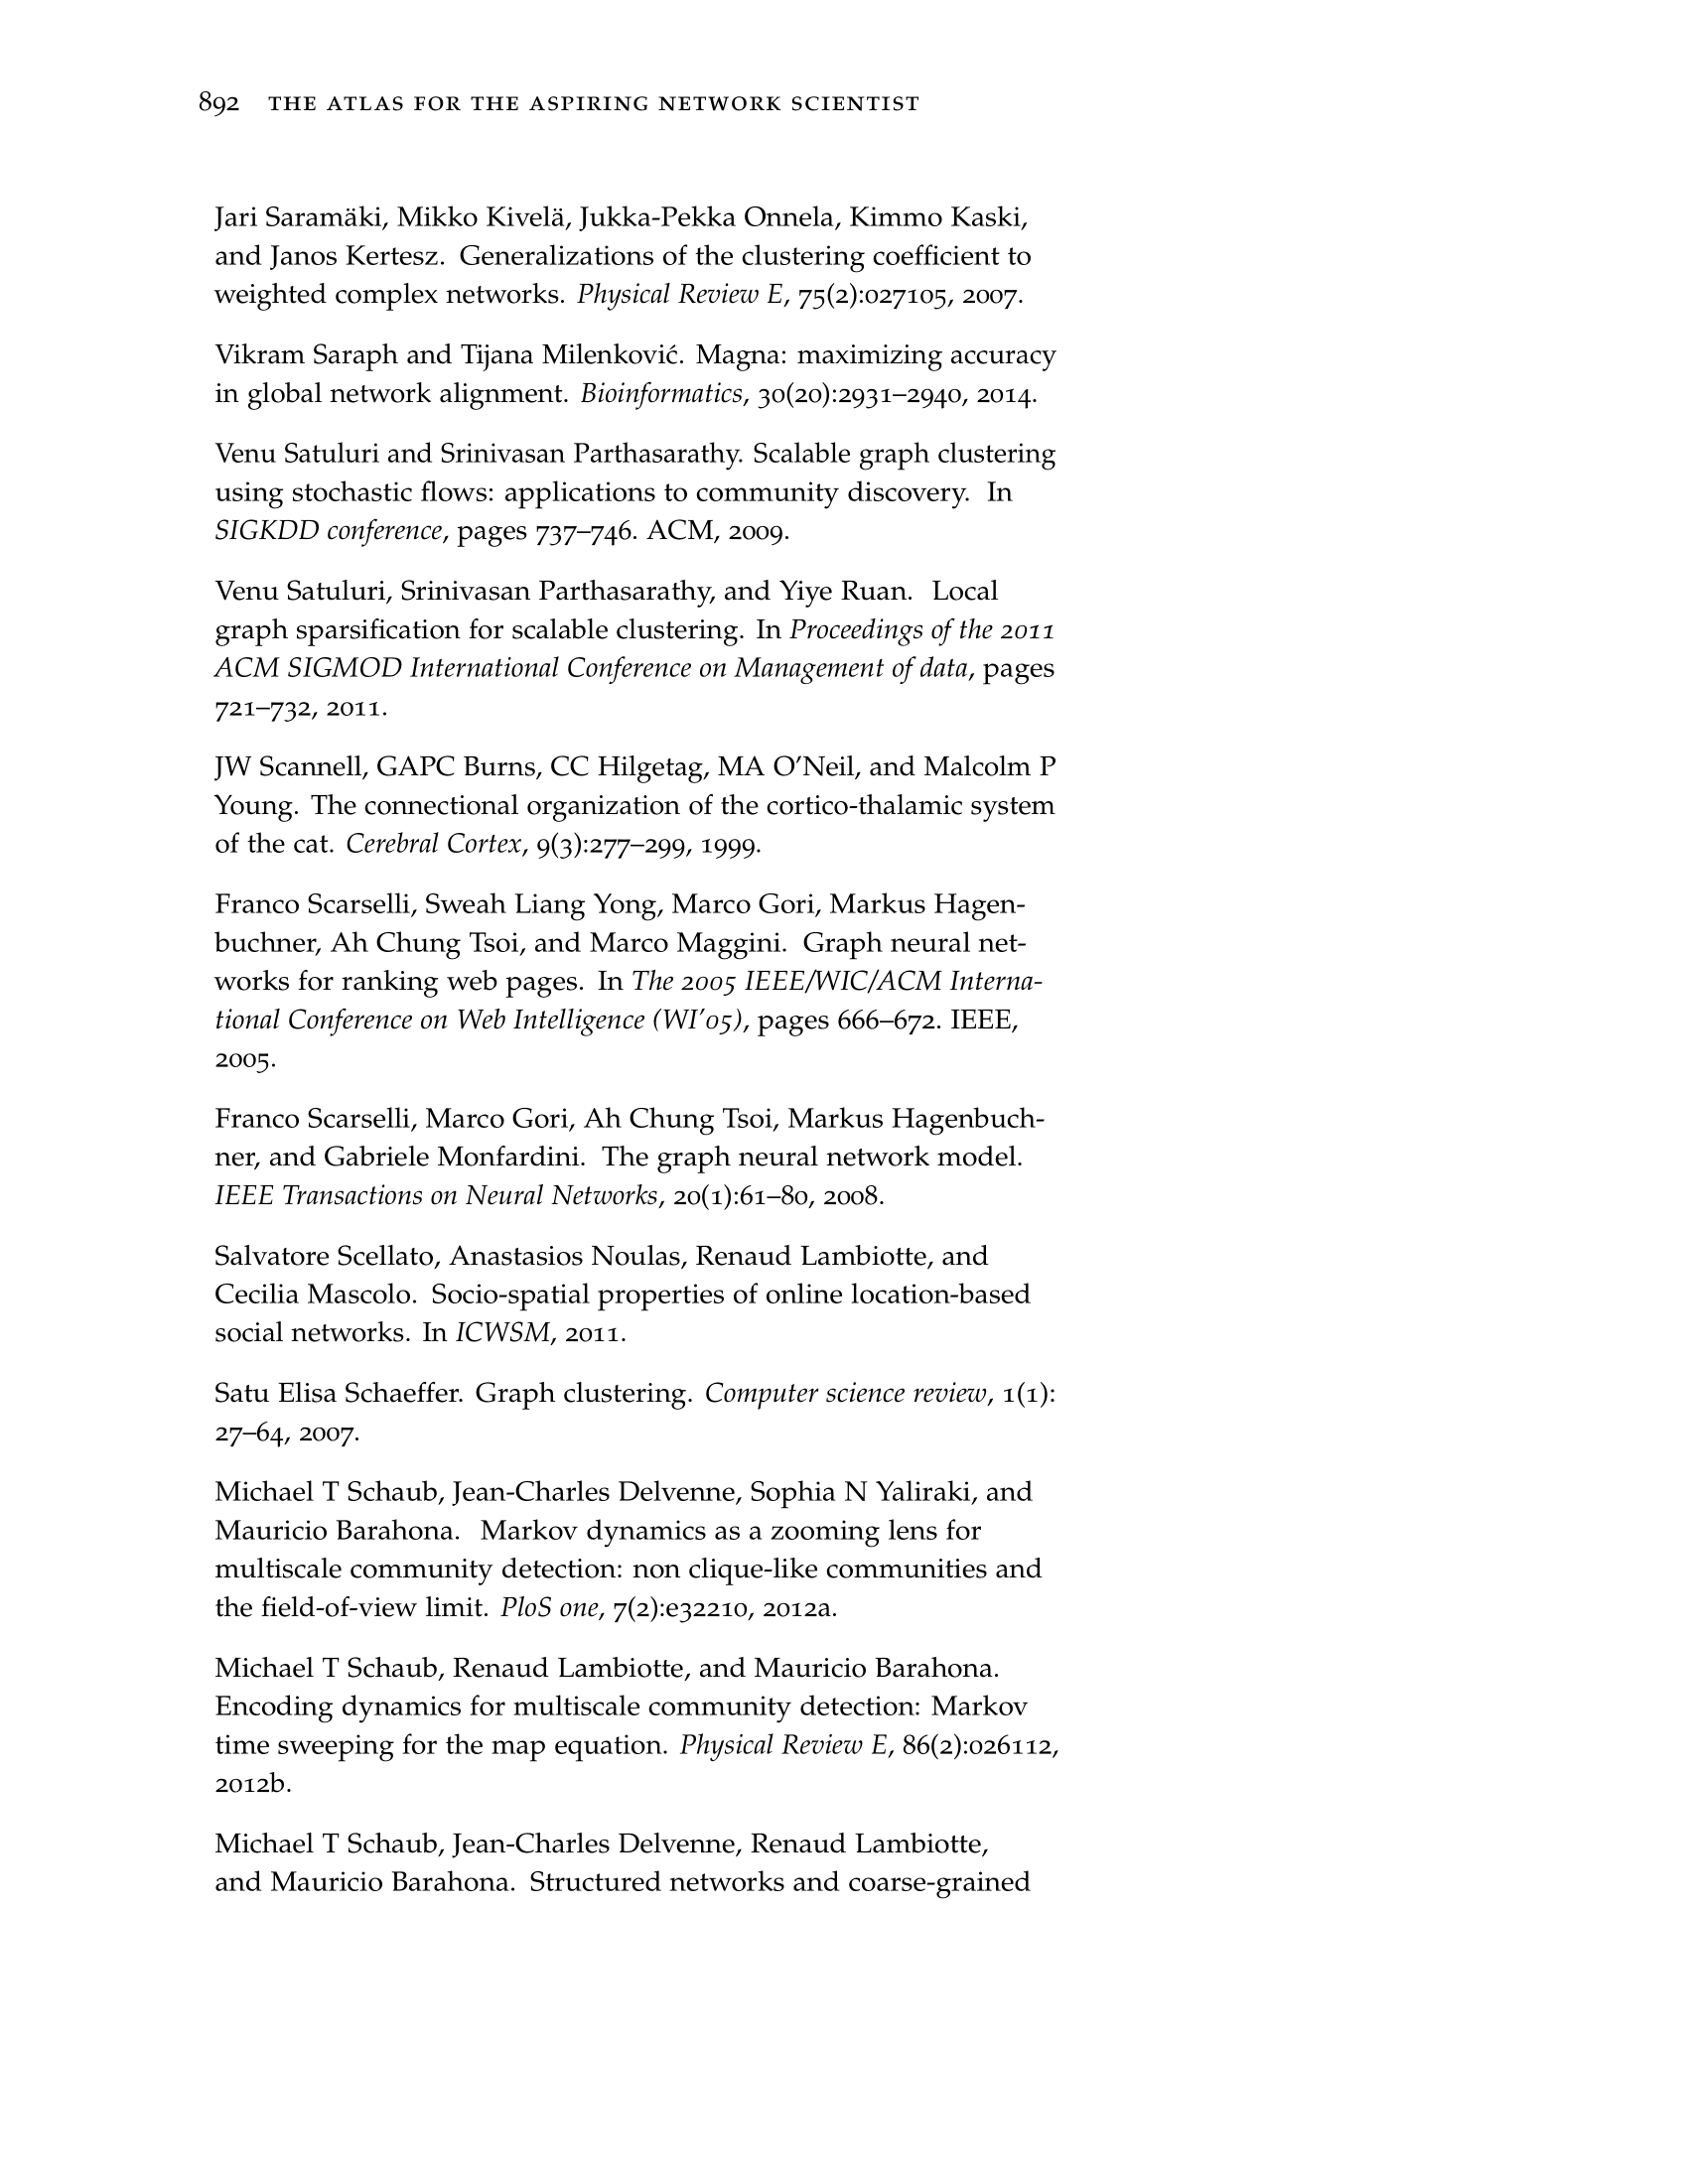 892 THE ATLAS FOR THE ASPIRING NETWORK SCIENTIST
Jari Saramäki, Mikko Kivelä, Jukka-Pekka Onnela, Kimmo Kaski,
and Janos Kertesz. Generalizations of the clustering coefficient to
weighted complex networks. Physical Review E, 75(2):027105, 2007.
Vikram Saraph and Tijana Milenković. Magna: maximizing accuracy
in global network alignment. Bioinformatics, 30(20):2931–2940, 2014.
Venu Satuluri and Srinivasan Parthasarathy. Scalable graph clustering
using stochastic flows: applications to community discovery. In
SIGKDD conference, pages 737–746. ACM, 2009.
Venu Satuluri, Srinivasan Parthasarathy, and Yiye Ruan. Local
graph sparsification for scalable clustering. In Proceedings of the 2011
ACM SIGMOD International Conference on Management of data, pages
721–732, 2011.
JW Scannell, GAPC Burns, CC Hilgetag, MA O'Neil, and Malcolm P
Young. The connectional organization of the cortico-thalamic system
of the cat. Cerebral Cortex, 9(3):277–299, 1999.
Franco Scarselli, Sweah Liang Yong, Marco Gori, Markus Hagen-
buchner, Ah Chung Tsoi, and Marco Maggini. Graph neural net-
works for ranking web pages. In The 2005 IEEE/WIC/ACM Interna-
tional Conference on Web Intelligence (WI'05), pages 666–672. IEEE,
2005.
Franco Scarselli, Marco Gori, Ah Chung Tsoi, Markus Hagenbuch-
ner, and Gabriele Monfardini. The graph neural network model.
IEEE Transactions on Neural Networks, 20(1):61–80, 2008.
Salvatore Scellato, Anastasios Noulas, Renaud Lambiotte, and
Cecilia Mascolo. Socio-spatial properties of online location-based
social networks. In ICWSM, 2011.
Satu Elisa Schaeffer. Graph clustering. Computer science review, 1(1):
27–64, 2007.
Michael T Schaub, Jean-Charles Delvenne, Sophia N Yaliraki, and
Mauricio Barahona. Markov dynamics as a zooming lens for
multiscale community detection: non clique-like communities and
the field-of-view limit. PloS one, 7(2):e32210, 2012a.
Michael T Schaub, Renaud Lambiotte, and Mauricio Barahona.
Encoding dynamics for multiscale community detection: Markov
time sweeping for the map equation. Physical Review E, 86(2):026112,
2012b.
Michael T Schaub, Jean-Charles Delvenne, Renaud Lambiotte,
and Mauricio Barahona. Structured networks and coarse-grained